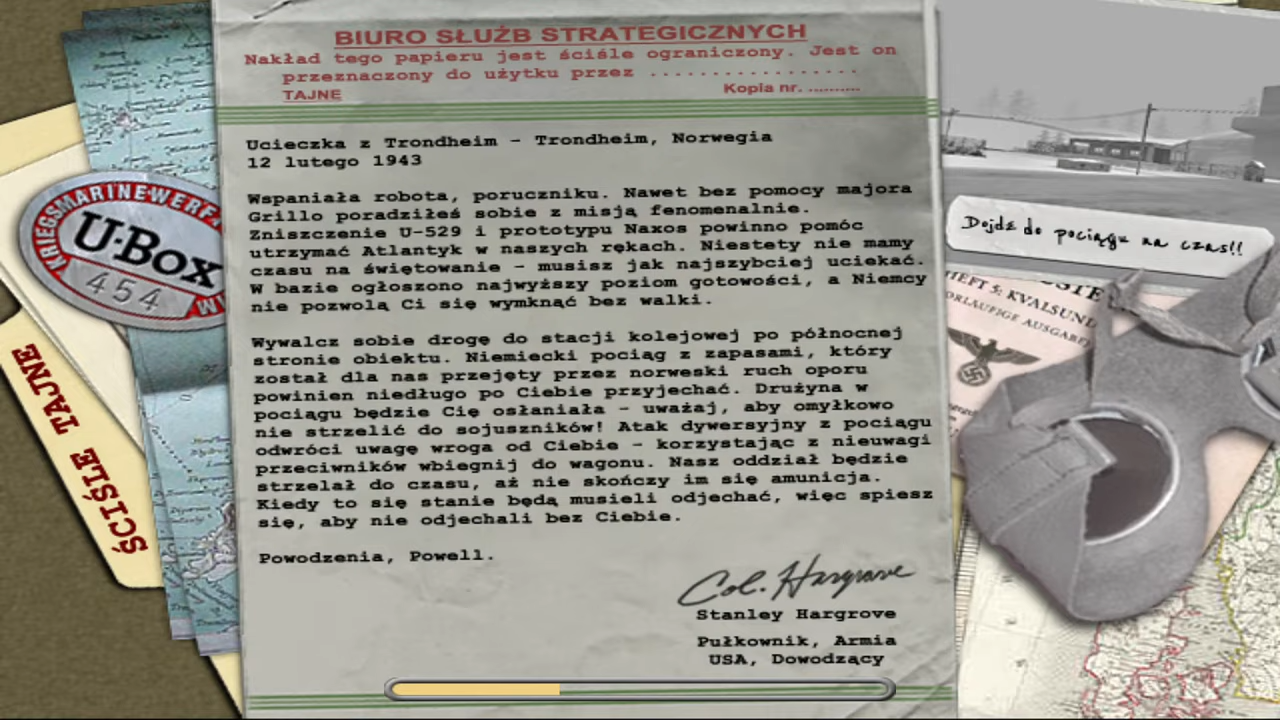 BIURO SŁUŻB STRATEGICZNYCH
Nakład tego papieru jest ściśle ograniczony. Jest on
przeznaczony do użytku przez .................
TAJNE
Kopia nr. ..........
Ucieczka z Trondheim - Trondheim, Norwegia
12 lutego 1943
Wspaniała robota, poruczniku. Nawet bez pomocy majora
Grillo poradziłeś sobie z misją fenomenalnie.
Zniszczenie U-529 i prototypu Naxos powinno pomóc
utrzymać Atlantyk w naszych rękach. Niestety nie mamy
czasu na świętowanie - musisz jak najszybciej uciekać.
W bazie ogłoszono najwyższy poziom gotowości, a Niemcy
nie pozwolą Ci się wymknąć bez walki.
Wywalcz sobie drogę do stacji kolejowej po północnej
stronie obiektu. Niemiecki pociąg z zapasami, który
został dla nas przejęty przez norweski ruch oporu
powinien niedługo po Ciebie przyjechać. Drużyna w
pociągu będzie Cię osłaniała - uważaj, aby omyłkowo
nie strzelić do sojuszników! Atak dywersyjny z pociągu
odwróci uwagę wroga od Ciebie - korzystając z nieuwagi
przeciwników wbiegnij do wagonu. Nasz oddział będzie
strzelał do czasu, aż nie skończy im się amunicja.
Kiedy to się stanie będą musieli odjechać, więc spiesz
się, aby nie odjechali bez Ciebie.
Powodzenia, Powell.
Col. Hargrove
Stanley Hargrove
Pułkownik, Armia
USA, Dowodzący
U-Box
454
ŚCIŚLE TAJNE
Dojdź do pociągu na czas!!
HEFT 5: KVALSUND